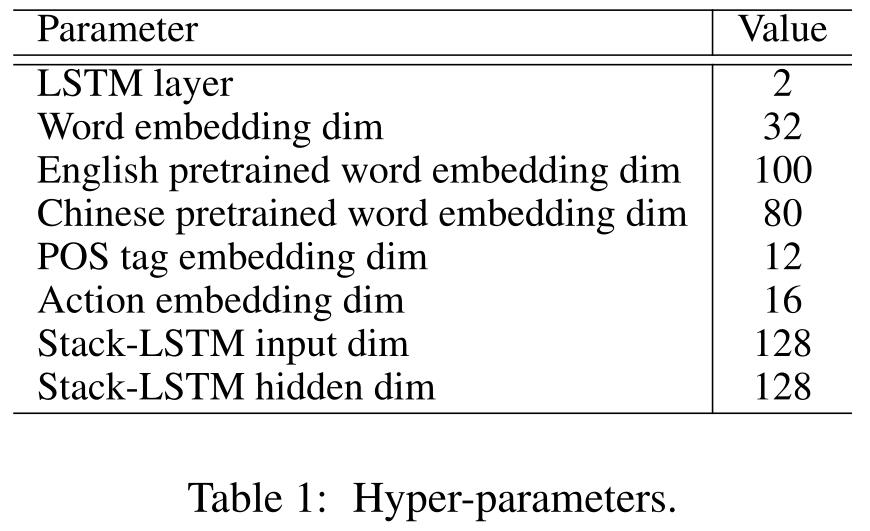 Parameter Value
LSTM layer 2
Word embedding dim 32
English pretrained word embedding dim 100
Chinese pretrained word embedding dim 80
POS tag embedding dim 12
Action embedding dim 16
Stack-LSTM input dim 128
Stack-LSTM hidden dim 128
Table 1: Hyper-parameters.